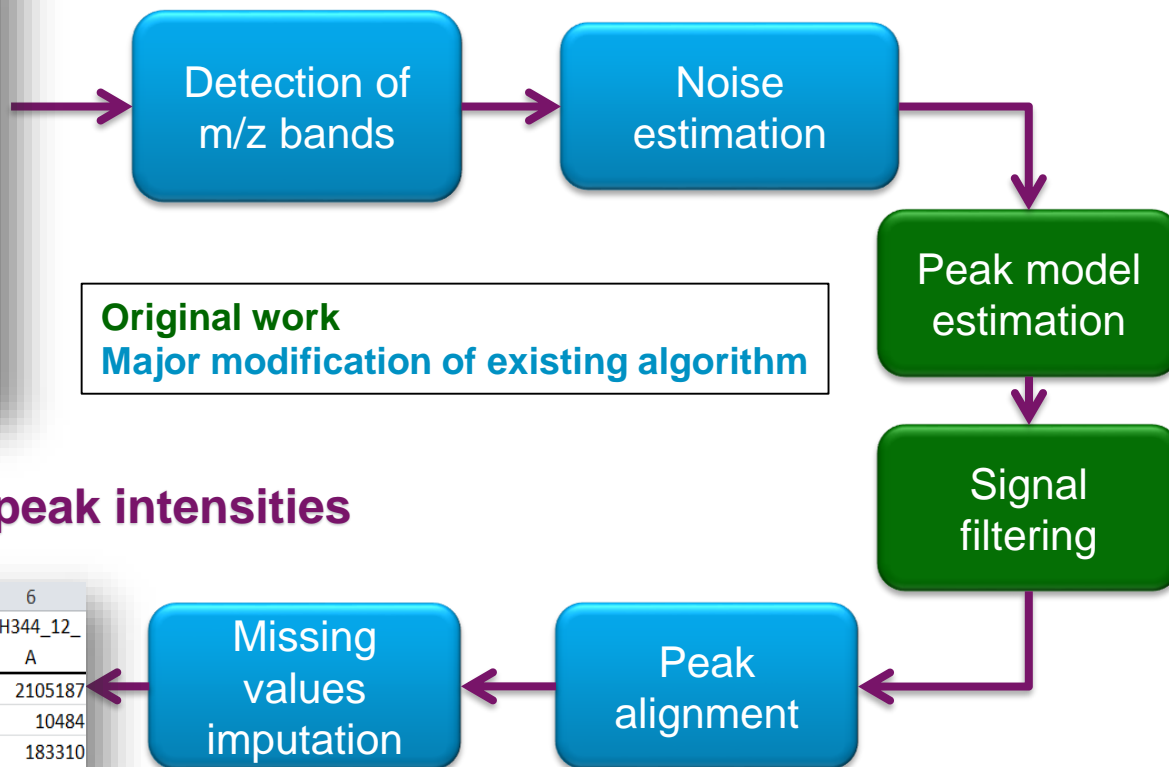 Detection of
m/z bands
Noise
estimation
Peak model
estimation
Original work
Major modification of existing algorithm
Signal
filtering
peak intensities
6
H344_12_
A
2105187
10484
183310
Missing
values
imputation
Peak
alignment